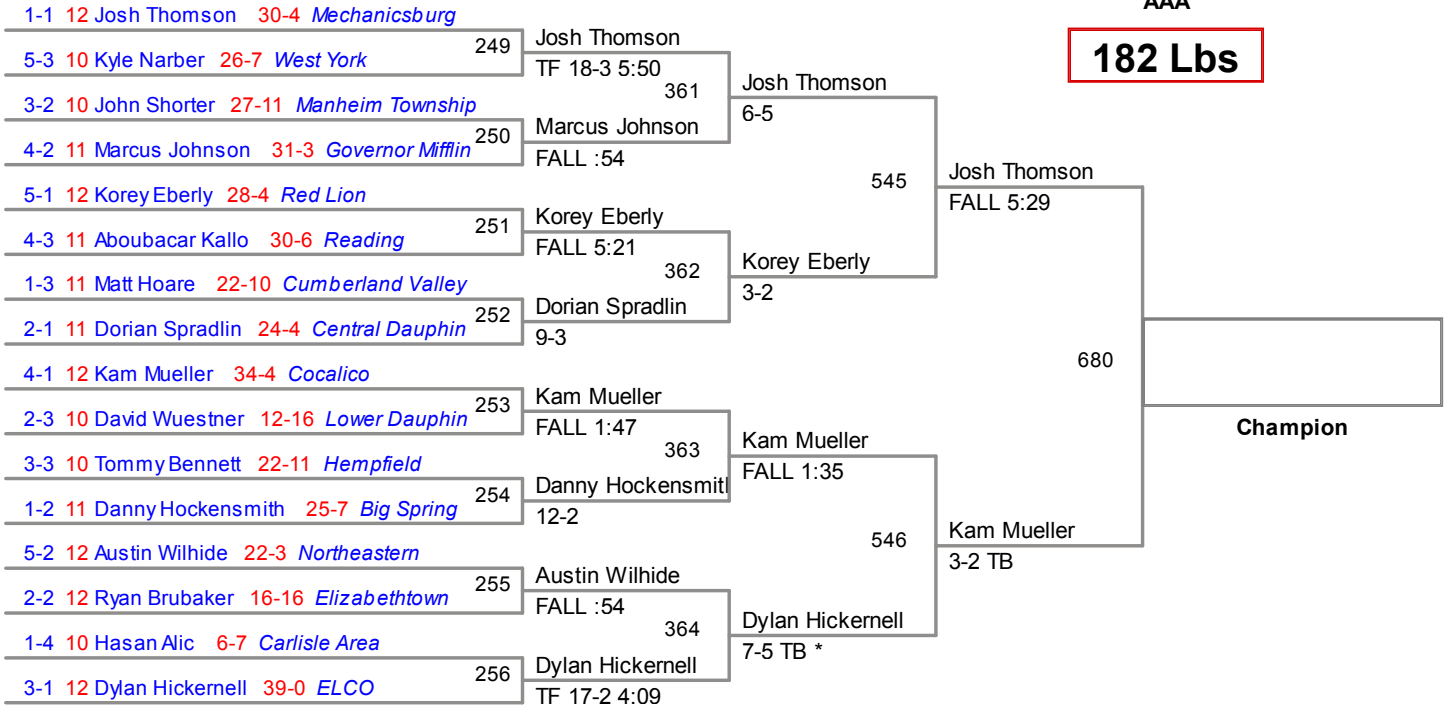 AAA
182 Lbs
1-1 12 Josh Thomson 30-4 Mechanicsburg
249
5-3 10 Kyle Narber 26-7 West York
3-2 10 John Shorter 27-11 Manheim Township
250
4-2 11 Marcus Johnson 31-3 Governor Mifflin
5-1 12 Korey Eberly 28-4 Red Lion
251
4-3 11 Aboubacar Kallo 30-6 Reading
1-3 11 Matt Hoare 22-10 Cumberland Valley
252
2-1 11 Dorian Spradlin 24-4 Central Dauphin
4-1 12 Kam Mueller 34-4 Cocalico
253
2-3 10 David Wuestner 12-16 Lower Dauphin
3-3 10 Tommy Bennett 22-11 Hempfield
254
1-2 11 Danny Hockensmith 25-7 Big Spring
5-2 12 Austin Wilhide 22-3 Northeastern
255
2-2 12 Ryan Brubaker 16-16 Elizabethtown
1-4 10 Hasan Alic 6-7 Carlisle Area
256
3-1 12 Dylan Hickernell 39-0 ELCO
Josh Thomson
TF 18-3 5:50
361
Marcus Johnson
FALL :54
Korey Eberly
FALL 5:21
362
Dorian Spradlin
9-3
Kam Mueller
FALL 1:47
363
Danny Hockensmith
12-2
Austin Wilhide
FALL :54
364
Dylan Hickernell
TF 17-2 4:09
Josh Thomson
6-5
545
Korey Eberly
3-2
Kam Mueller
FALL 1:35
546
Dylan Hickernell
7-5 TB *
Josh Thomson
FALL 5:29
680
Kam Mueller
3-2 TB
Champion